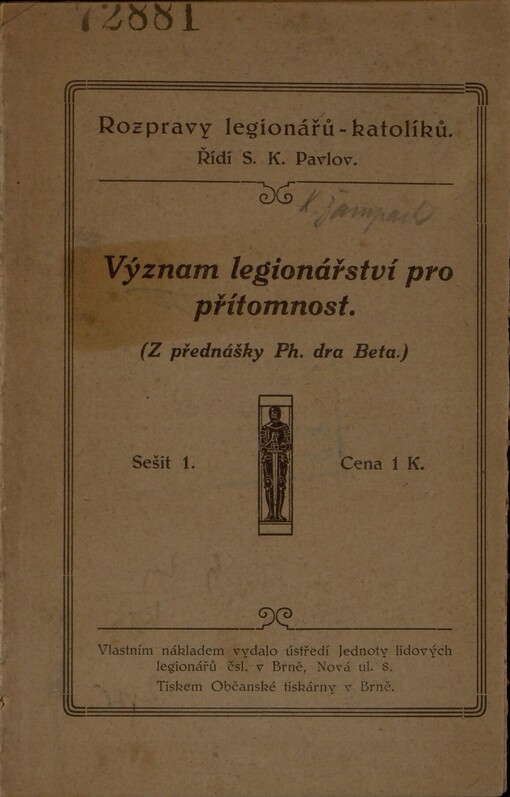 72881
Rozpravy legionářů-katolíků.
Řídí S. K. Pavlov.
Význam legionářství pro
přítomnost.
(Z přednášky Ph. dra Beta.)
Sešit 1. Cena 1 K.
Vlastním nákladem vydalo ústředí Jednoty lidových
legionářů čsl. v Brně, Nová ul. 8.
Tiskem Občanské tiskárny v Brně.